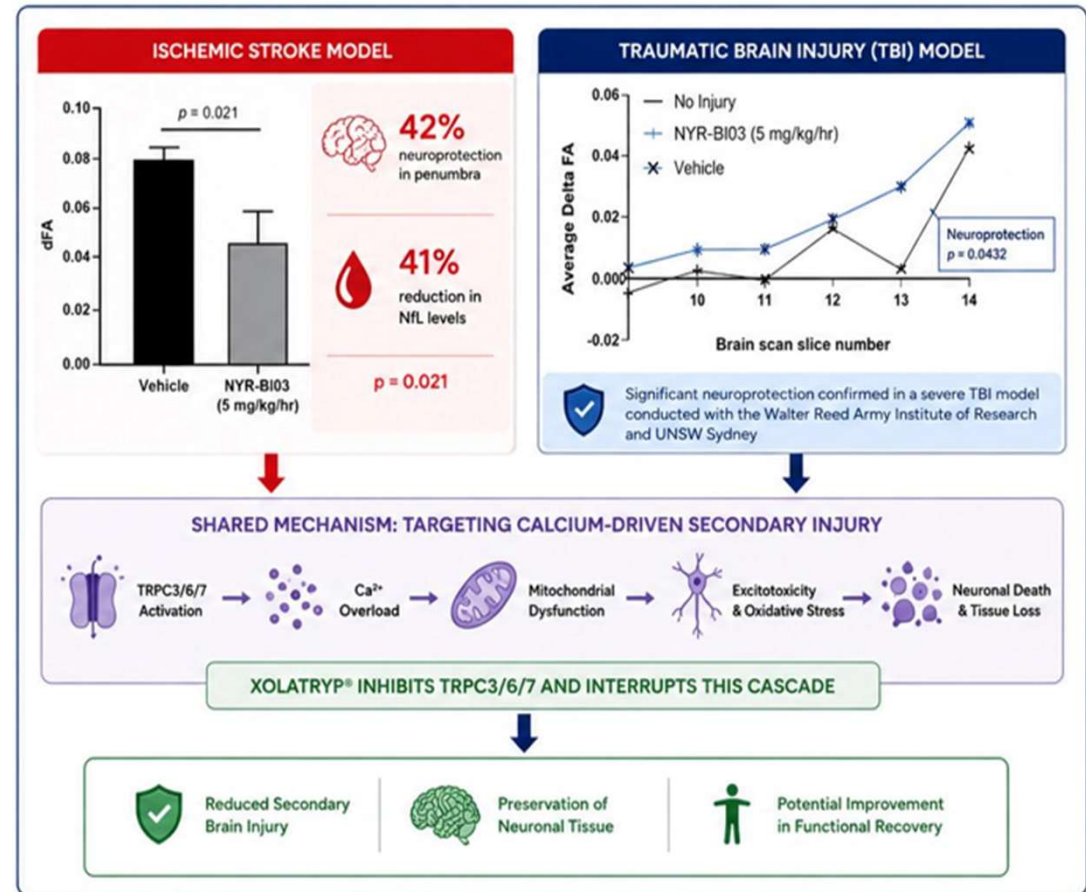 ISCHEMIC STROKE MODEL
0.10
0.08
0.06
0.04
0.02
0.00
dFA
p = 0.021
Vehicle
NYR-BI03
(5 mg/kg/hr)
42%
neuroprotection
in penumbra
41%
reduction in
NfL levels
p = 0.021
TRAUMATIC BRAIN INJURY (TBI) MODEL
0.06
0.04
0.02
0.00
-0.02
Average Delta FA
No Injury
NYR-BI03 (5 mg/kg/hr)
Vehicle
10
11
12
13
14
Brain scan slice number
Neuroprotection
p = 0.0432
Significant neuroprotection confirmed in a severe TBI model
conducted with the Walter Reed Army Institute of Research
and UNSW Sydney
SHARED MECHANISM: TARGETING CALCIUM-DRIVEN SECONDARY INJURY
TRPC3/6/7
Activation
Ca²⁺
Overload
Mitochondrial
Dysfunction
Excitotoxicity
& Oxidative Stress
Neuronal Death
& Tissue Loss
XOLATRYP® INHIBITS TRPC3/6/7 AND INTERRUPTS THIS CASCADE
Reduced Secondary
Brain Injury
Preservation of
Neuronal Tissue
Potential Improvement
in Functional Recovery